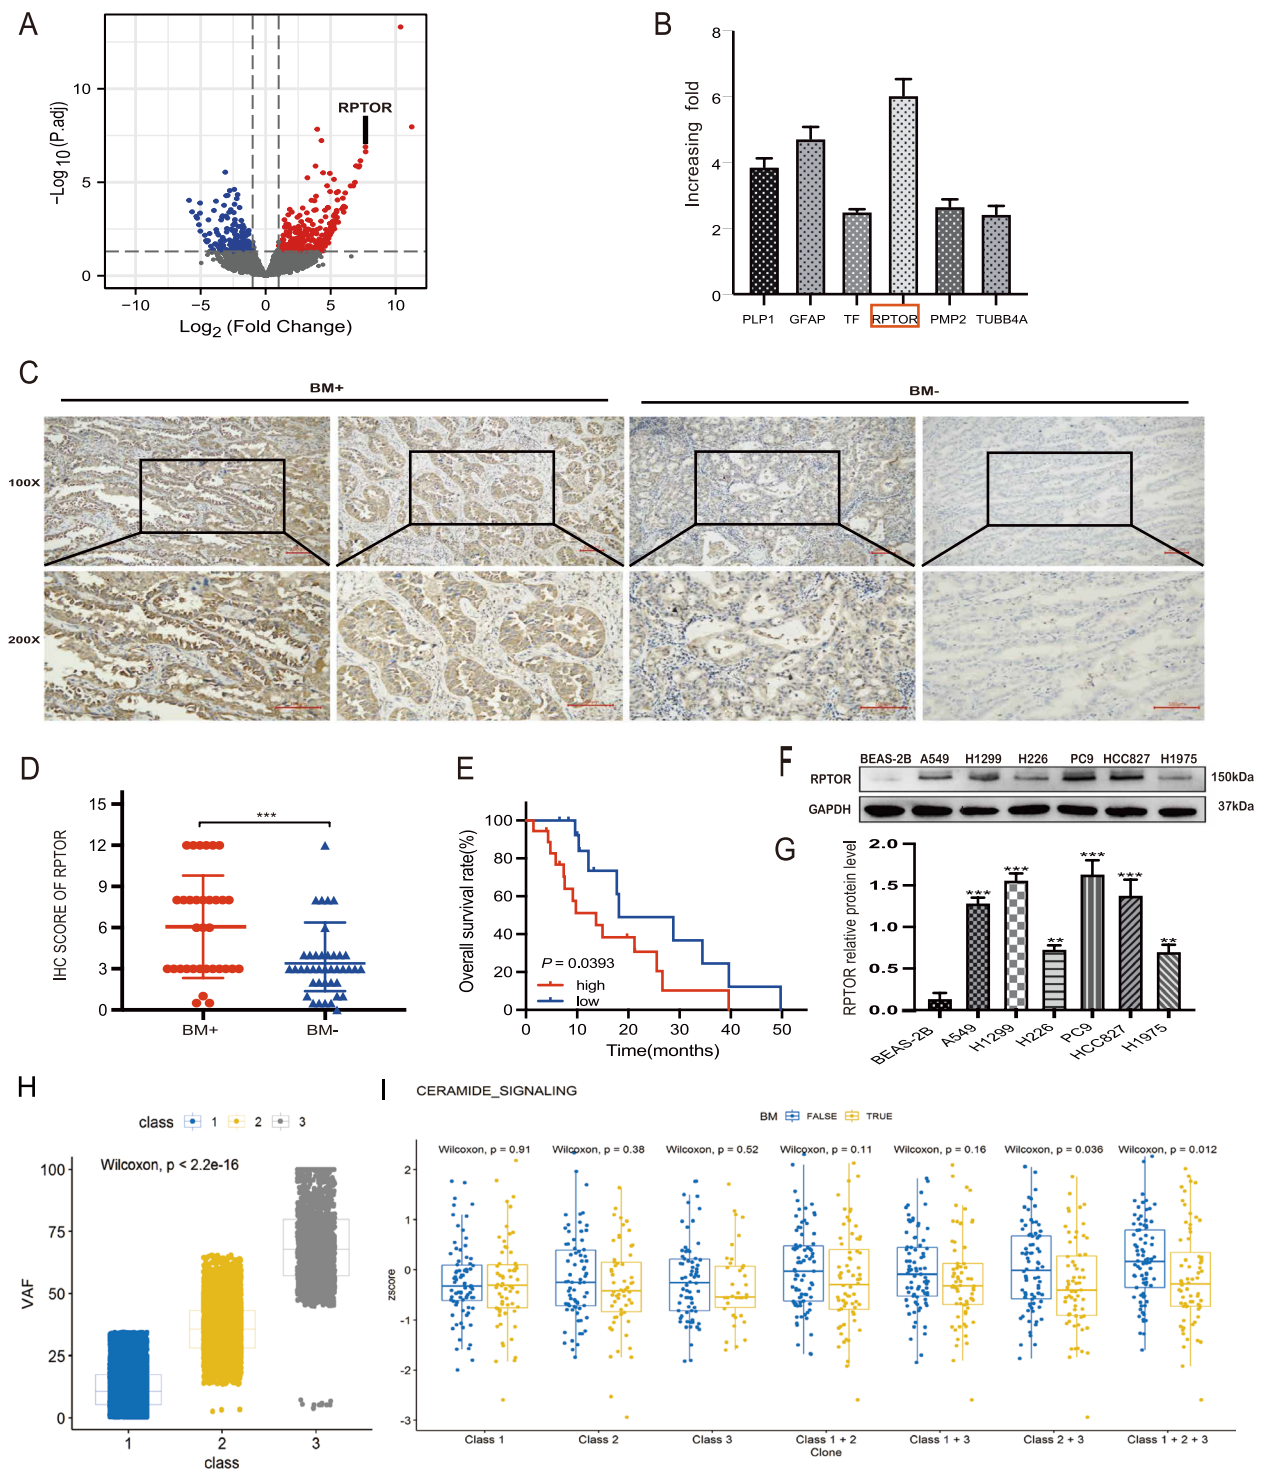 A
−Log10 (P.adj)
10
5
0
RPTOR
−10
−5
0
5
10
Log2 (Fold Change)
B
Increasing fold
8
6
4
2
0
PLP1
GFAP
TF
RPTOR
PMP2
TUBB4A
C
BM+
BM-
100X
200X
D
IHC SCORE OF RPTOR
15
12
9
6
3
0
***
BM+
BM-
E
Overall survival rate(%)
100
80
60
40
20
0
P = 0.0393
high
low
0
10
20
30
40
50
Time(months)
F
BEAS-2B
A549
H1299
H226
PC9
HCC827
H1975
RPTOR
150kDa
GAPDH
37kDa
G
RPTOR relative protein level
2.0
1.5
1.0
0.5
0.0
***
***
**
***
***
**
BEAS-2B
A549
H1299
H226
PC9
HCC827
H1975
H
class
1
2
3
Wilcoxon, p < 2.2e-16
VAF
100
75
50
25
0
1
2
3
class
I
CERAMIDE_SIGNALING
BM
FALSE
TRUE
Wilcoxon, p = 0.91
Wilcoxon, p = 0.38
Wilcoxon, p = 0.52
Wilcoxon, p = 0.11
Wilcoxon, p = 0.16
Wilcoxon, p = 0.036
Wilcoxon, p = 0.012
zscore
2
1
0
-1
-2
-3
Class 1
Class 2
Class 3
Class 1 + 2
Class 1 + 3
Class 2 + 3
Class 1 + 2 + 3
Clone